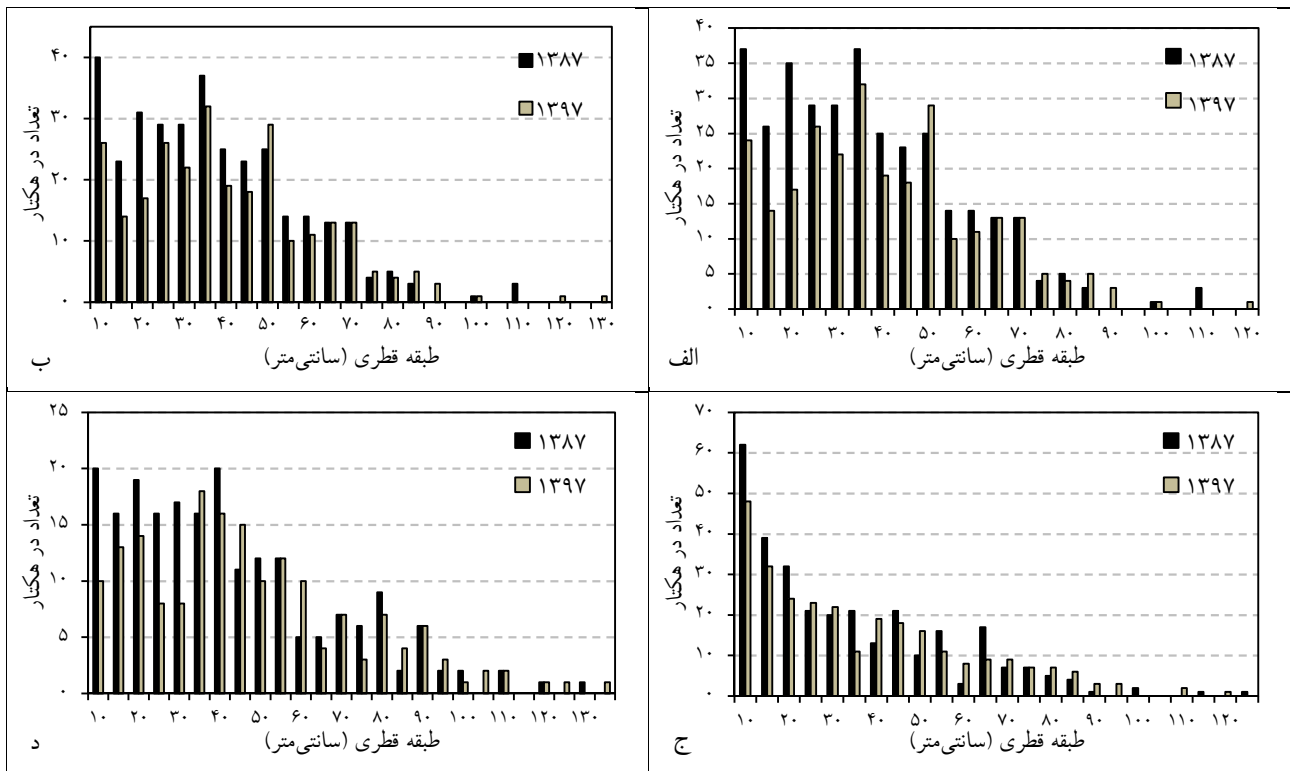 ۴۰
۳۵
۳۰
۲۵
۲۰
۱۵
۱۰
۵
۰
تعداد در هکتار
۱۳۸۷
۱۳۹۷
۱۰ ۲۰ ۳۰ ۴۰ ۵۰ ۶۰ ۷۰ ۸۰ ۹۰ ۱۰۰ ۱۱۰ ۱۲۰
طبقه قطری (سانتی‌متر)
الف
۴۰
۳۰
۲۰
۱۰
۰
تعداد در هکتار
۱۳۸۷
۱۳۹۷
۱۰ ۲۰ ۳۰ ۴۰ ۵۰ ۶۰ ۷۰ ۸۰ ۹۰ ۱۰۰ ۱۱۰ ۱۲۰ ۱۳۰
طبقه قطری (سانتی‌متر)
ب
۷۰
۶۰
۵۰
۴۰
۳۰
۲۰
۱۰
۰
تعداد در هکتار
۱۳۸۷
۱۳۹۷
۱۰ ۲۰ ۳۰ ۴۰ ۵۰ ۶۰ ۷۰ ۸۰ ۹۰ ۱۰۰ ۱۱۰ ۱۲۰
طبقه قطری (سانتی‌متر)
ج
۲۵
۲۰
۱۵
۱۰
۵
۰
تعداد در هکتار
۱۳۸۷
۱۳۹۷
۱۰ ۲۰ ۳۰ ۴۰ ۵۰ ۶۰ ۷۰ ۸۰ ۹۰ ۱۰۰ ۱۱۰ ۱۲۰ ۱۳۰
طبقه قطری (سانتی‌متر)
د